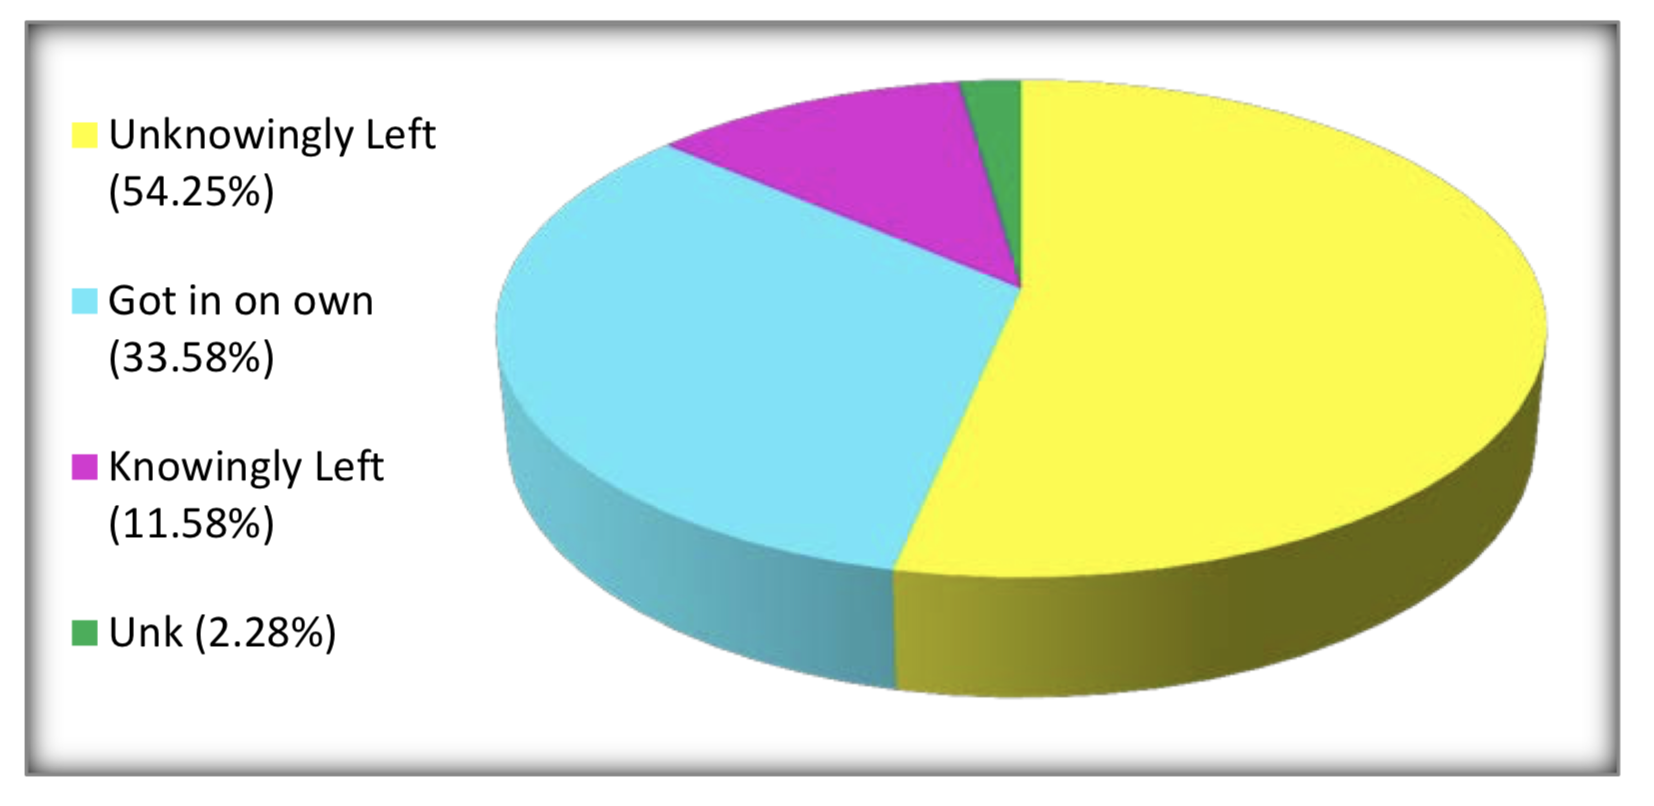 Unknowingly Left
(54.25%)
Got in on own
(33.58%)
Knowingly Left
(11.58%)
Unk (2.28%)